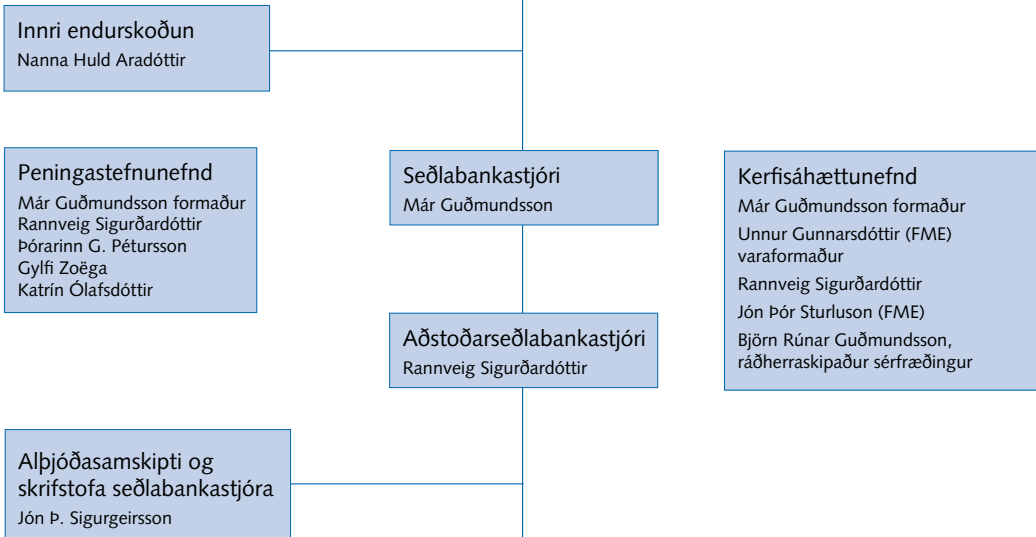 Innri endurskoðun
Nanna Huld Aradóttir
Peningastefnunefnd
Már Guðmundsson formaður
Rannveig Sigurðardóttir
Þórarinn G. Pétursson
Gylfi Zoëga
Katrín Ólafsdóttir
Seðlabankastjóri
Már Guðmundsson
Kerfisáhættunefnd
Már Guðmundsson formaður
Unnur Gunnarsdóttir (FME)
varaformaður
Rannveig Sigurðardóttir
Jón Þór Sturluson (FME)
Björn Rúnar Guðmundsson,
ráðherraskipaður sérfræðingur
Aðstoðarseðlabankastjóri
Rannveig Sigurðardóttir
Alþjóðasamskipti og
skrifstofa seðlabankastjóra
Jón Þ. Sigurgeirsson